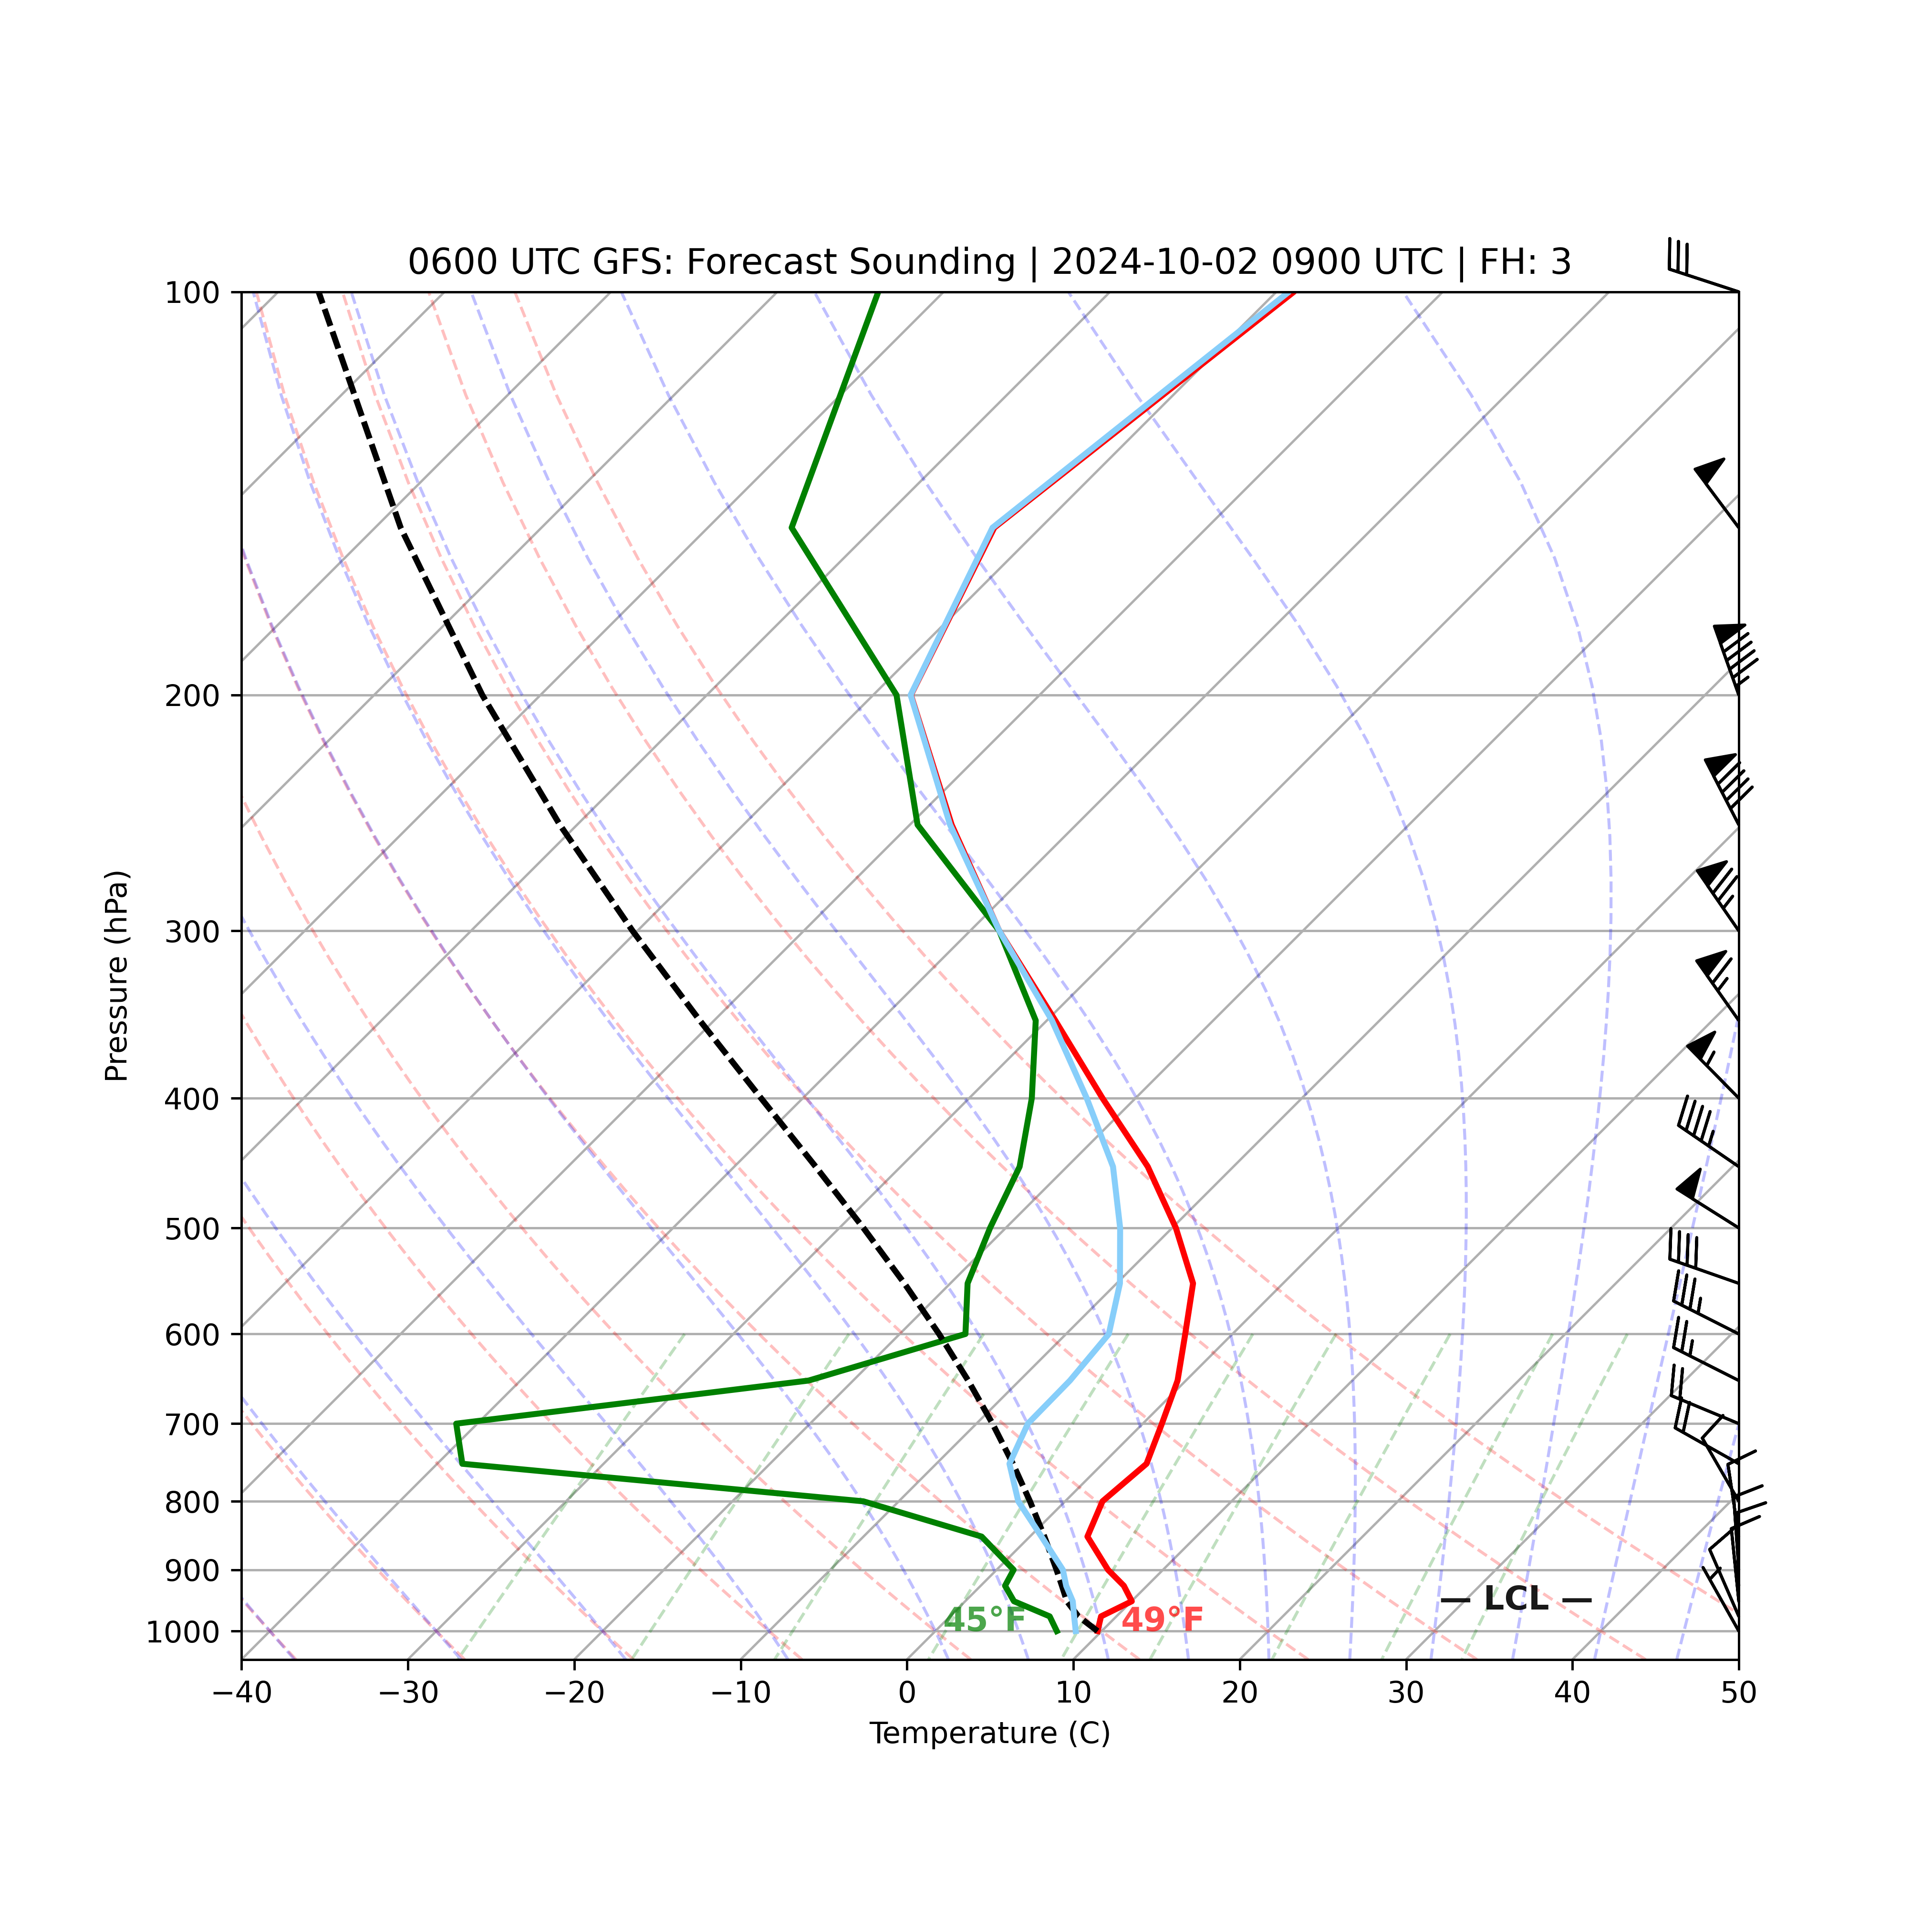 0600 UTC GFS: Forecast Sounding | 2024-10-02 0900 UTC | FH: 3
100
200
300
400
500
600
700
800
900
1000
Pressure (hPa)
45°F
49°F
— LCL —
−40 −30 −20 −10 0 10 20 30 40 50
Temperature (C)